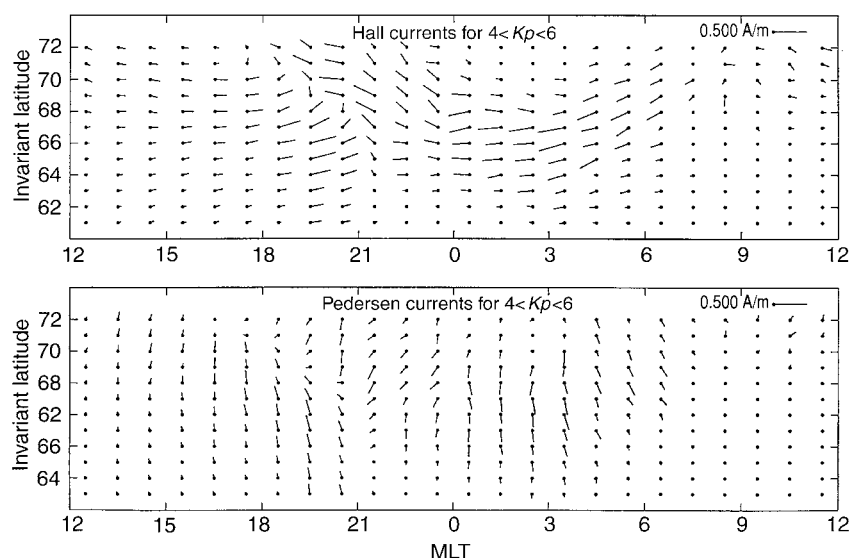 Hall currents for 4<Kp<6 0.500 A/m
72
70
68
66
64
62
Invariant latitude
12 15 18 21 0 3 6 9 12
Pedersen currents for 4<Kp<6 0.500 A/m
72
70
68
62
66
64
Invariant latitude
12 15 18 21 0 3 6 9 12
MLT